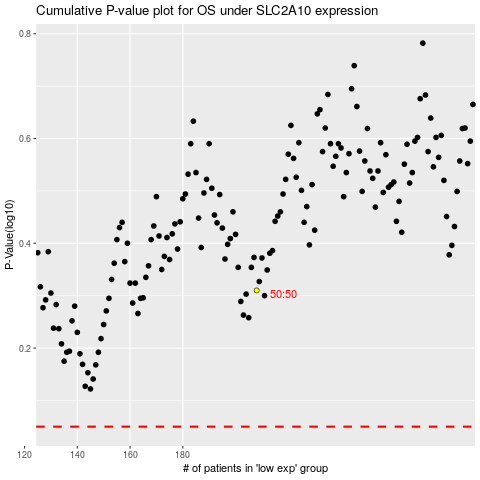 Cumulative P-value plot for OS under SLC2A10 expression
P-Value(log10)
0.8
0.6
0.4
0.2
50:50
120 140 160 180
# of patients in 'low exp' group